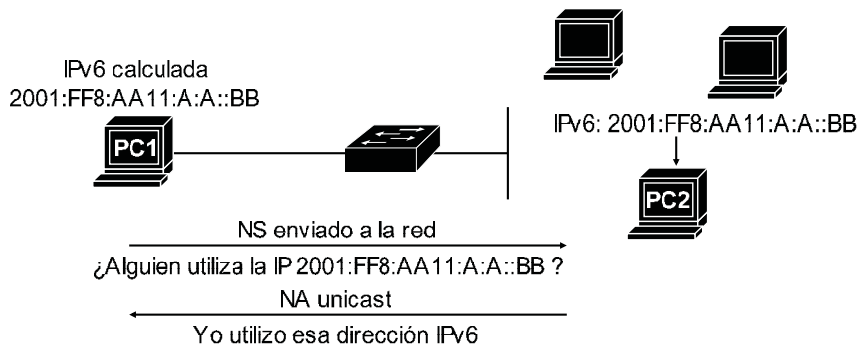 IPv6 calculada
2001:FF8:AA11:A:A::BB
PC1
IPv6: 2001:FF8:AA11:A:A::BB
PC2
NS enviado a la red
¿Alguien utiliza la IP 2001:FF8:AA11:A:A::BB ?
NA unicast
Yo utilizo esa dirección IPv6